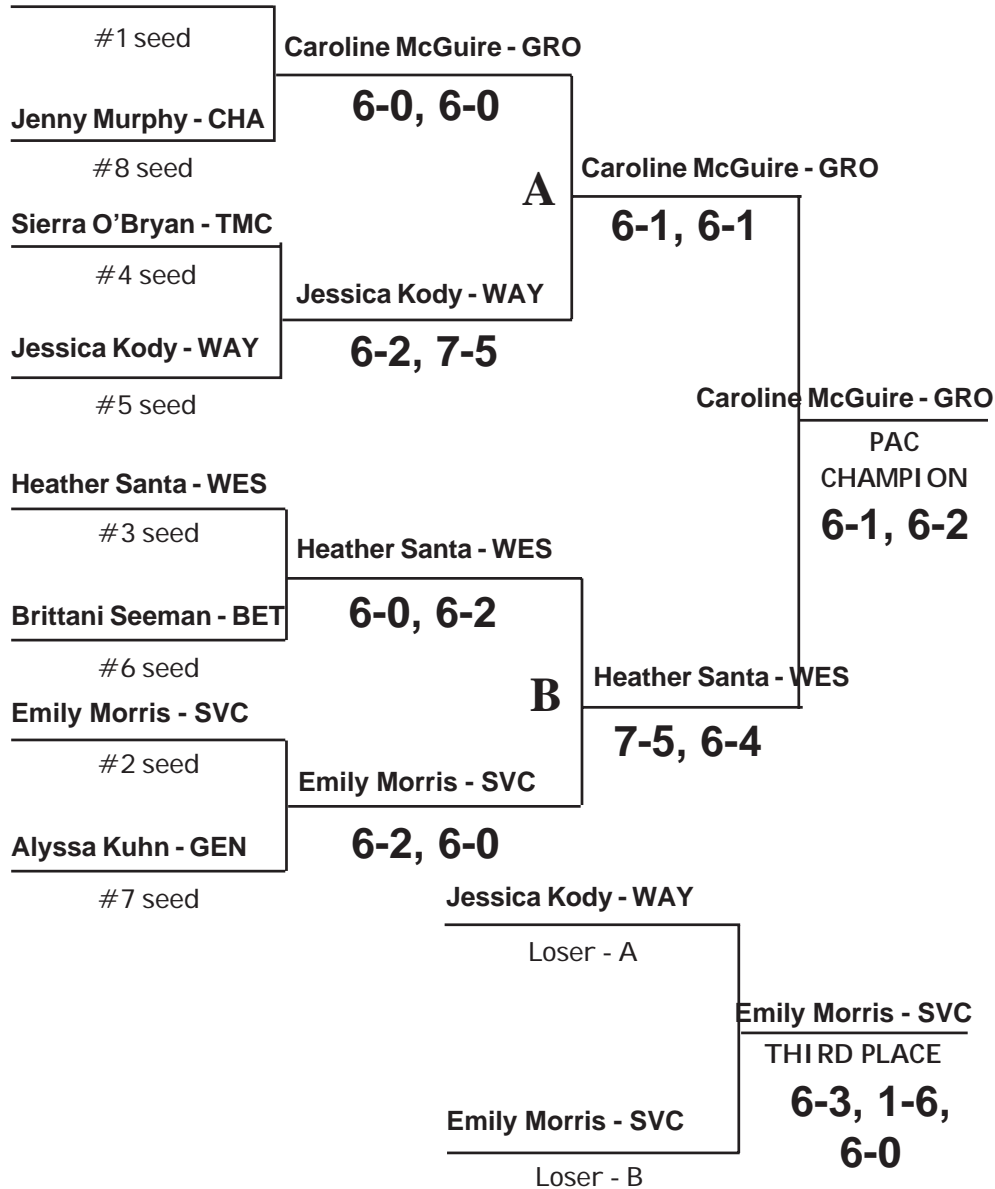 #1 seed
Caroline McGuire - GRO
6-0, 6-0
Jenny Murphy - CHA
#8 seed
A
Caroline McGuire - GRO
6-1, 6-1
Sierra O'Bryan - TMC
#4 seed
Jessica Kody - WAY
6-2, 7-5
Jessica Kody - WAY
#5 seed
Caroline McGuire - GRO
PAC
CHAMPION
6-1, 6-2
Heather Santa - WES
#3 seed
Heather Santa - WES
6-0, 6-2
Brittani Seeman - BET
#6 seed
B
Heather Santa - WES
7-5, 6-4
Emily Morris - SVC
#2 seed
Emily Morris - SVC
6-2, 6-0
Alyssa Kuhn - GEN
#7 seed
Jessica Kody - WAY
Loser - A
Emily Morris - SVC
THIRD PLACE
6-3, 1-6,
6-0
Emily Morris - SVC
Loser - B